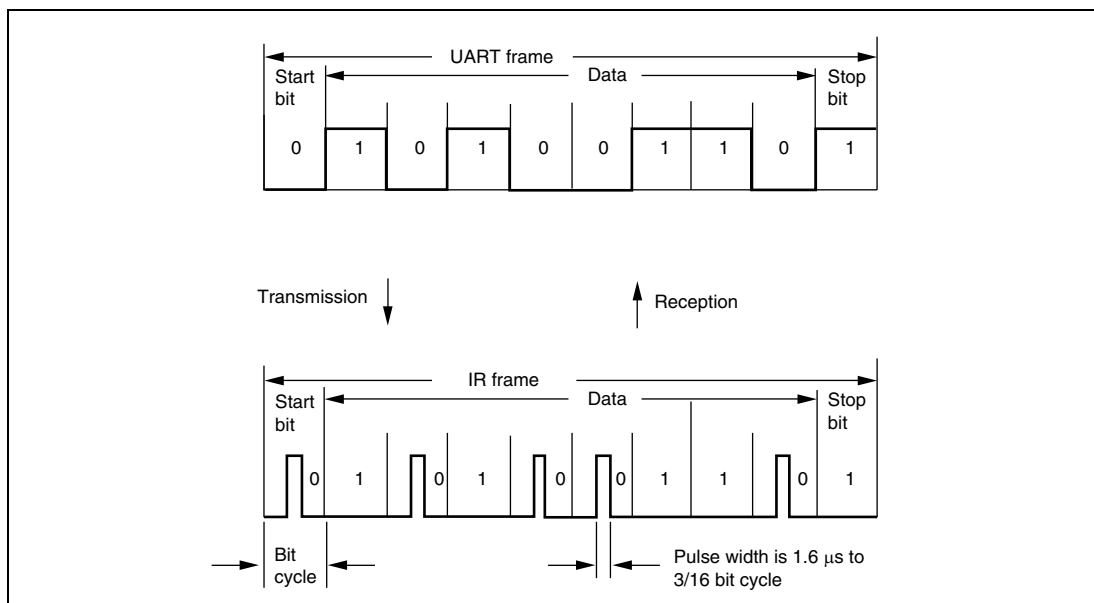 UART frame
Start bit
Data
Stop bit
0 1 0 1 0 0 1 1 0 1
Transmission
Reception
IR frame
Start bit
Data
Stop bit
0 1 0 1 0 0 1 1 0 1
Bit cycle
Pulse width is 1.6 μs to
3/16 bit cycle